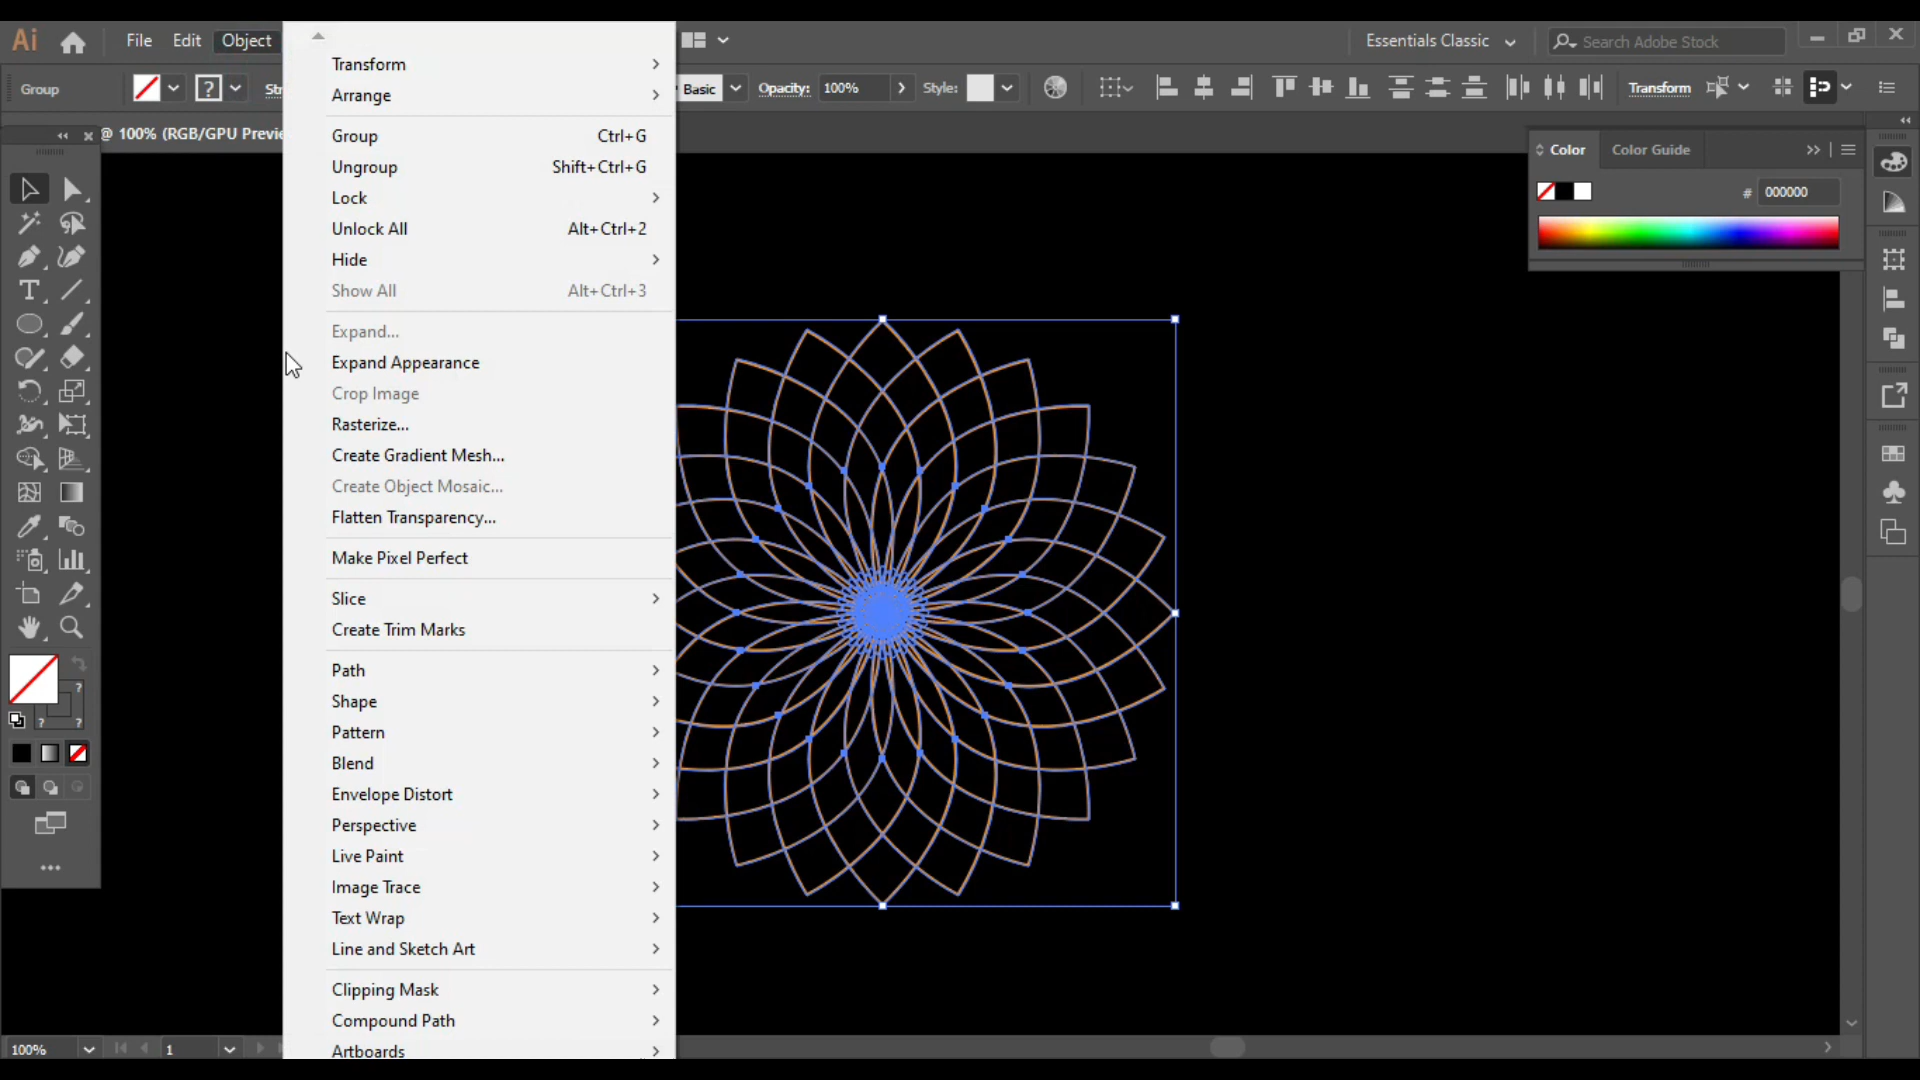 Ai
File Edit Object
Essentials Classic
Search Adobe Stock
Group
?
Basic
Opacity:
100%
Style:
Transform
@ 100% (RGB/GPU Previe
Transform
Arrange
Group Ctrl+G
Ungroup Shift+Ctrl+G
Lock
Unlock All Alt+Ctrl+2
Hide
Show All Alt+Ctrl+3
Expand...
Expand Appearance
Crop Image
Rasterize...
Create Gradient Mesh...
Create Object Mosaic...
Flatten Transparency...
Make Pixel Perfect
Slice
Create Trim Marks
Path
Shape
Pattern
Blend
Envelope Distort
Perspective
Live Paint
Image Trace
Text Wrap
Line and Sketch Art
Clipping Mask
Compound Path
Artboards
Color
Color Guide
# 000000
?
? ?
100%
1